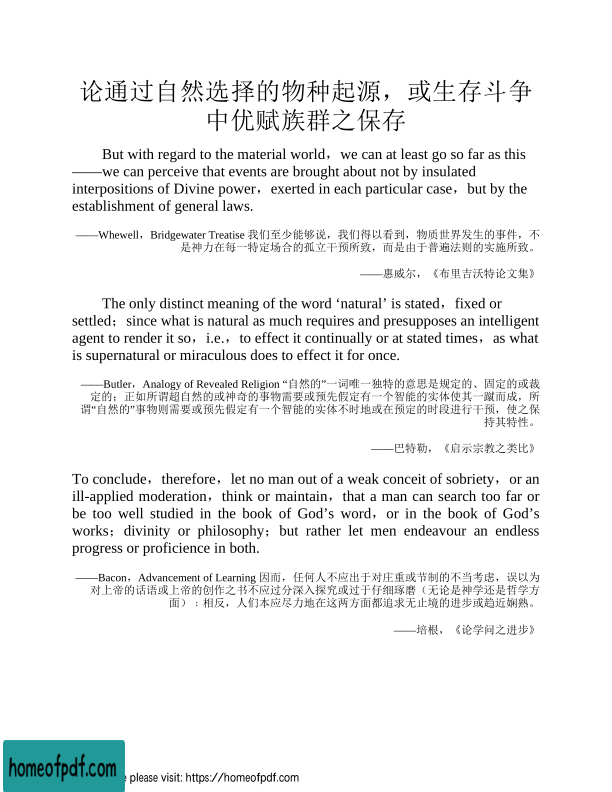 论通过自然选择的物种起源，或生存斗争
中优赋族群之保存
But with regard to the material world，we can at least go so far as this
——we can perceive that events are brought about not by insulated
interpositions of Divine power，exerted in each particular case，but by the
establishment of general laws.
——Whewell，Bridgewater Treatise 我们至少能够说，我们得以看到，物质世界发生的事件，不
是神力在每一特定场合的孤立干预所致，而是由于普遍法则的实施所致。
——惠威尔，《布里吉沃特论文集》
The only distinct meaning of the word ‘natural’ is stated，fixed or
settled；since what is natural as much requires and presupposes an intelligent
agent to render it so，i.e.，to effect it continually or at stated times，as what
is supernatural or miraculous does to effect it for once.
——Butler，Analogy of Revealed Religion “自然的”一词唯一独特的意思是规定的、固定的或裁
定的；正如所谓超自然的或神奇的事物需要或预先假定有一个智能的实体使其一蹴而成，所
谓“自然的”事物则需要或预先假定有一个智能的实体不时地或在预定的时段进行干预，使之保
持其特性。
——巴特勒，《启示宗教之类比》
To conclude，therefore，let no man out of a weak conceit of sobriety，or an
ill-applied moderation，think or maintain，that a man can search too far or
be too well studied in the book of God’s word，or in the book of God’s
works；divinity or philosophy；but rather let men endeavour an endless
progress or proficience in both.
——Bacon，Advancement of Learning 因而，任何人不应出于对庄重或节制的不当考虑，误以为
对上帝的话语或上帝的创作之书不应过分深入探究或过于仔细琢磨（无论是神学还是哲学方
面）﹔相反，人们本应尽力地在这两方面都追求无止境的进步或趋近娴熟。
——培根，《论学问之进步》
homeofpdf.com
please visit: https://homeofpdf.com